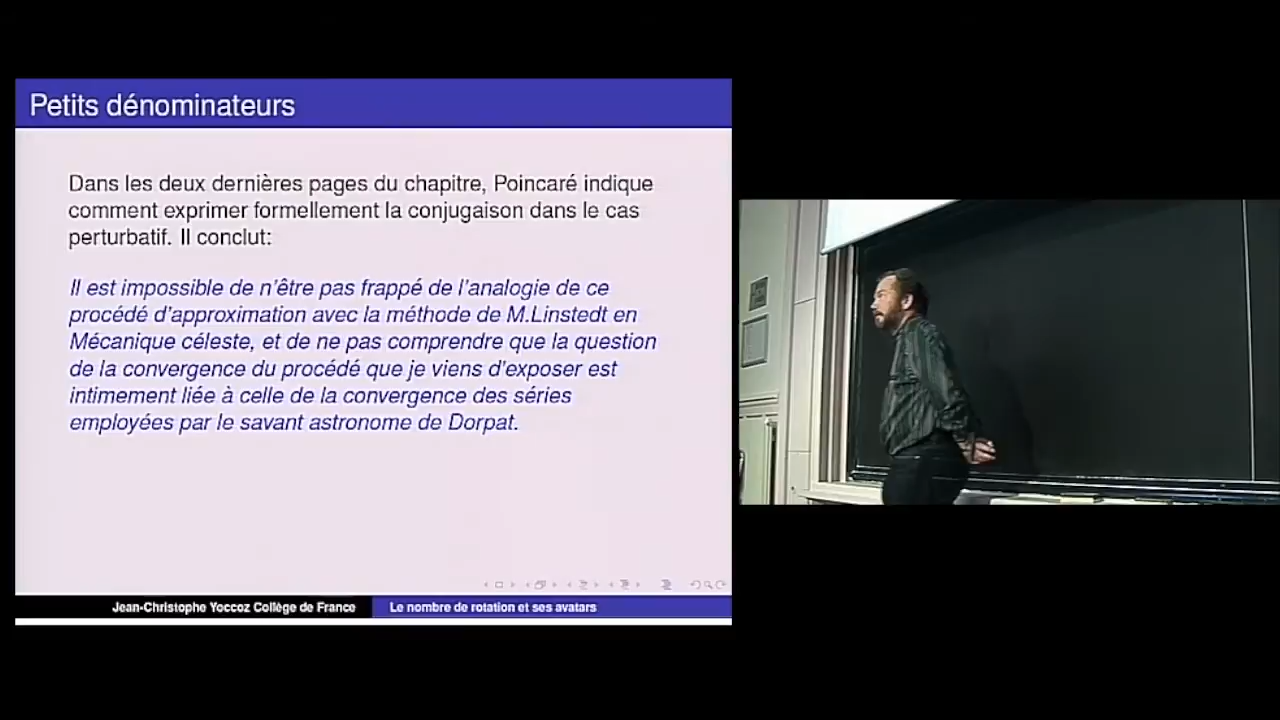 Petits dénominateurs
Dans les deux dernières pages du chapitre, Poincaré indique
comment exprimer formellement la conjugaison dans le cas
perturbatif. Il conclut:
Il est impossible de n'être pas frappé de l'analogie de ce
procédé d'approximation avec la méthode de M.Linstedt en
Mécanique céleste, et de ne pas comprendre que la question
de la convergence du procédé que je viens d'exposer est
intimement liée à celle de la convergence des séries
employées par le savant astronome de Dorpat.
Jean-Christophe Yoccoz Collège de France
Le nombre de rotation et ses avatars